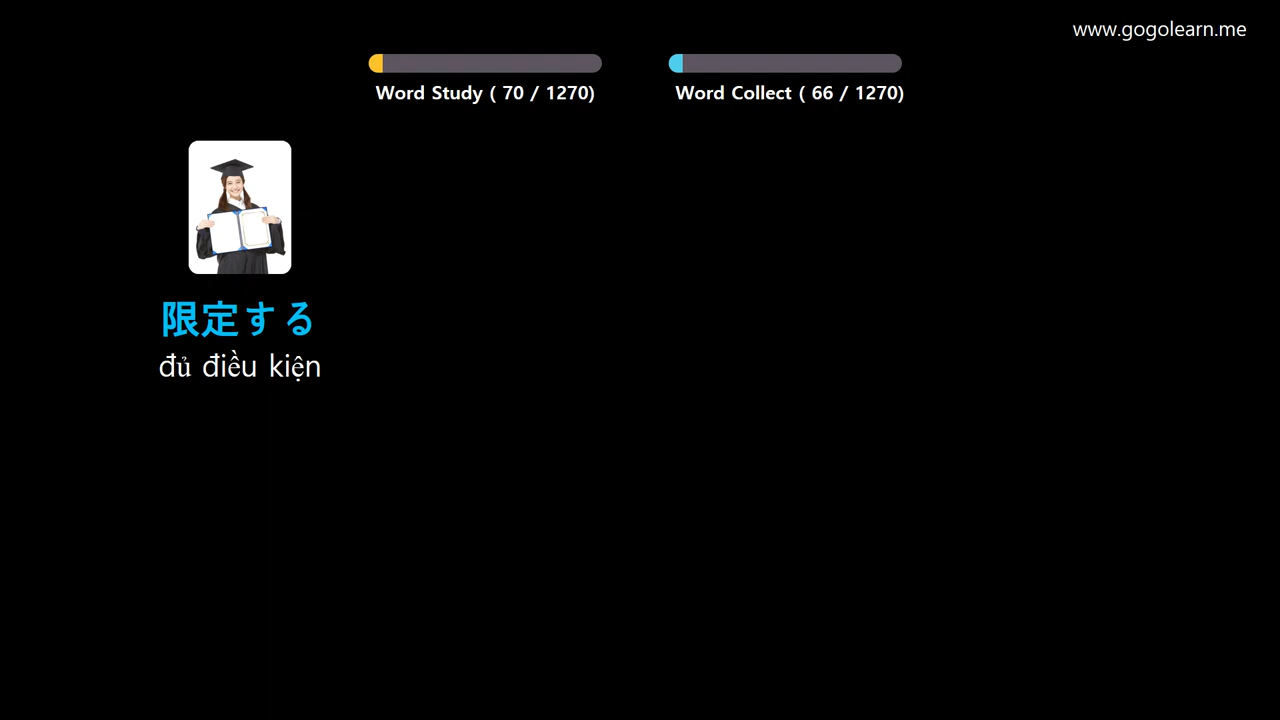 www.gogolearn.me
Word Study ( 70 / 1270)
Word Collect ( 66 / 1270)
限定する
đủ điều kiện